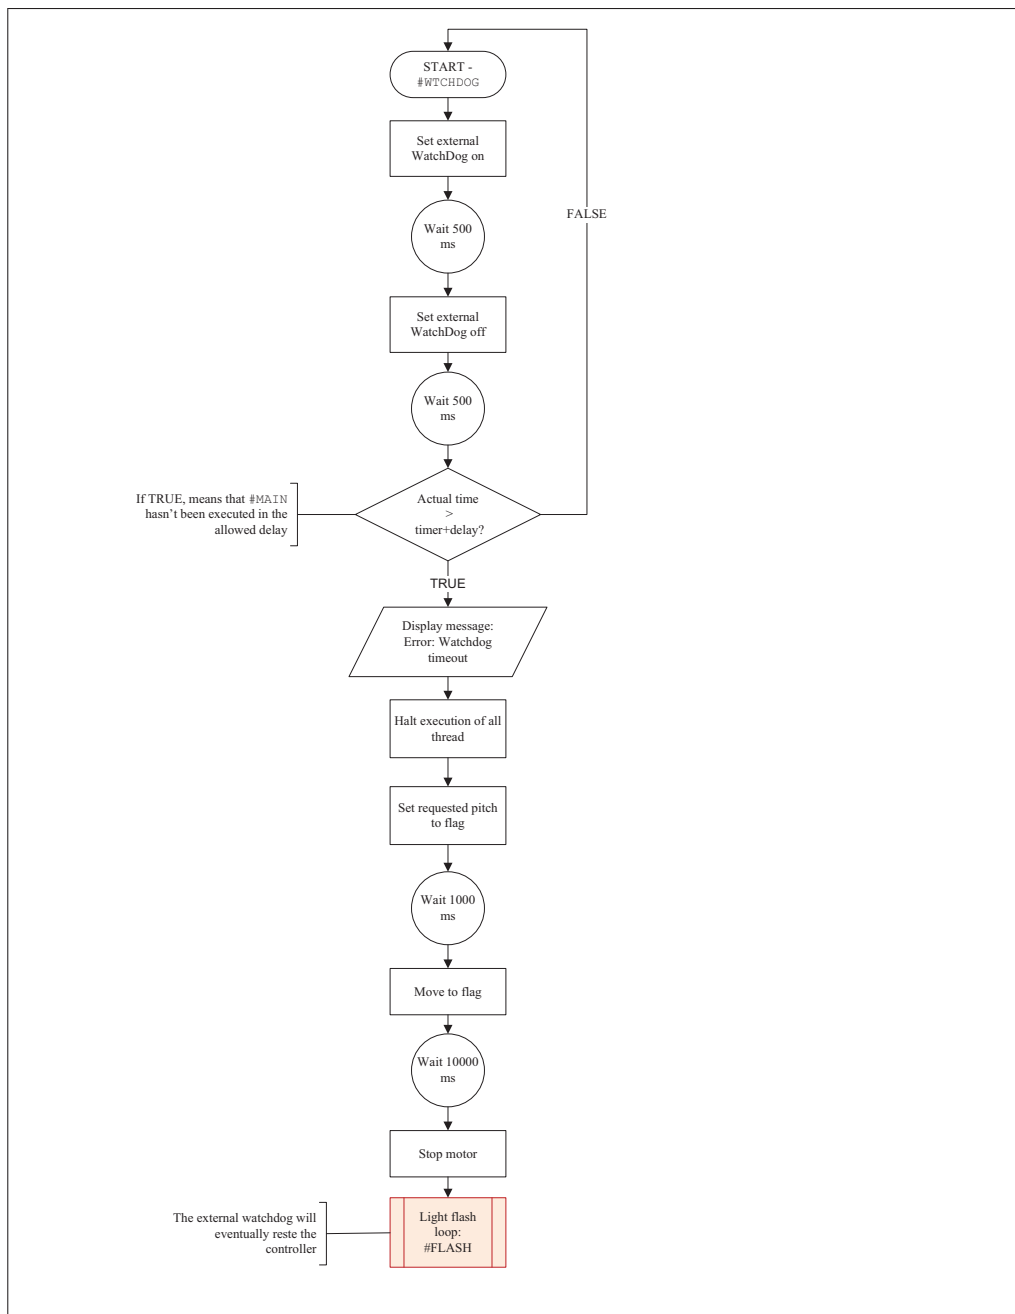 START -
#WTCHDOG
Set external
WatchDog on
Wait 500
ms
FALSE
Set external
WatchDog off
Wait 500
ms
If TRUE, means that #MAIN
hasn't been executed in the
allowed delay
Actual time
>
timer+delay?
TRUE
Display message:
Error: Watchdog
timeout
Halt execution of all
thread
Set requested pitch
to flag
Wait 1000
ms
Move to flag
Wait 10000
ms
Stop motor
The external watchdog will
eventually reste the
controller
Light flash
loop:
#FLASH